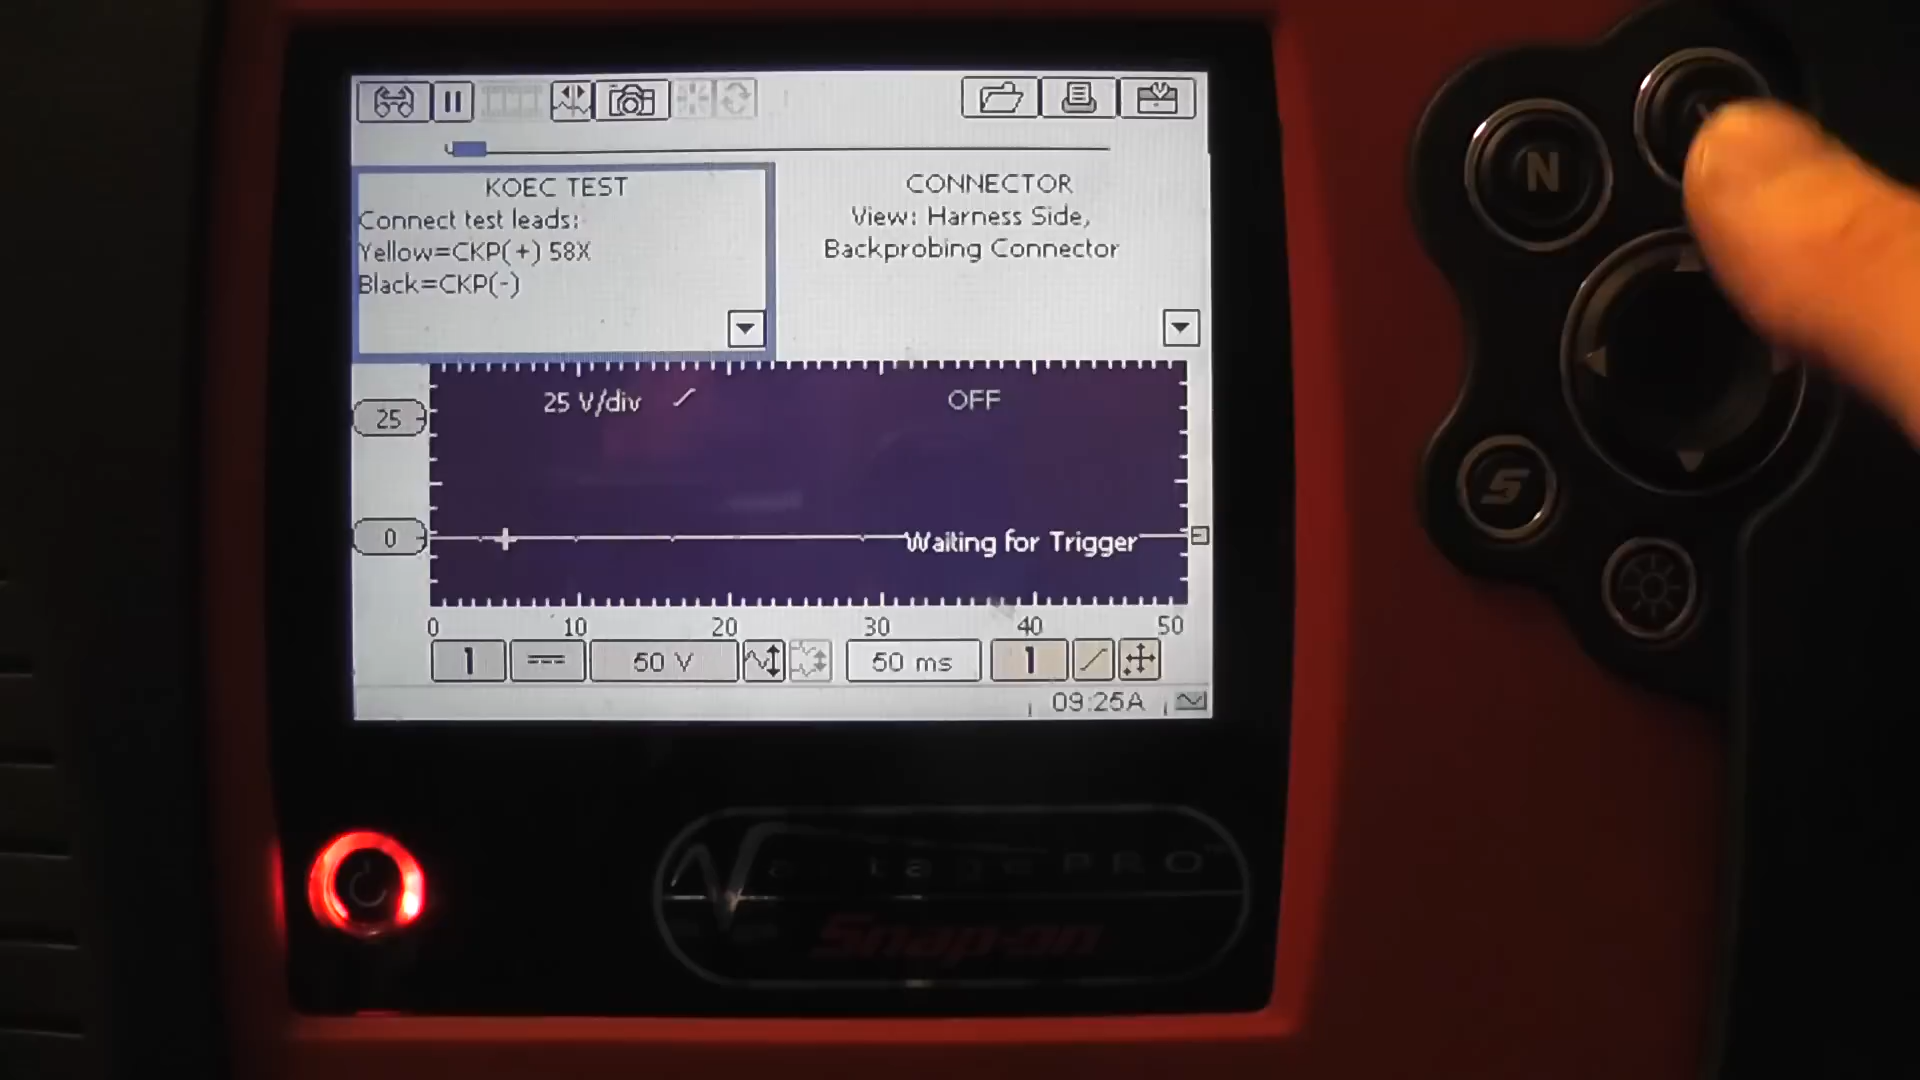 KOEC TEST
Connect test leads:
Yellow=CKP(+) 58X
Black=CKP(-)
CONNECTOR
View: Harness Side,
Backprobing Connector
25 V/div
OFF
25
0
Waiting for Trigger
0 10 20 30 40 50
1 50 V 50 ms 1
09:25A
N
Y
S
VantagePRO™
Snap-on